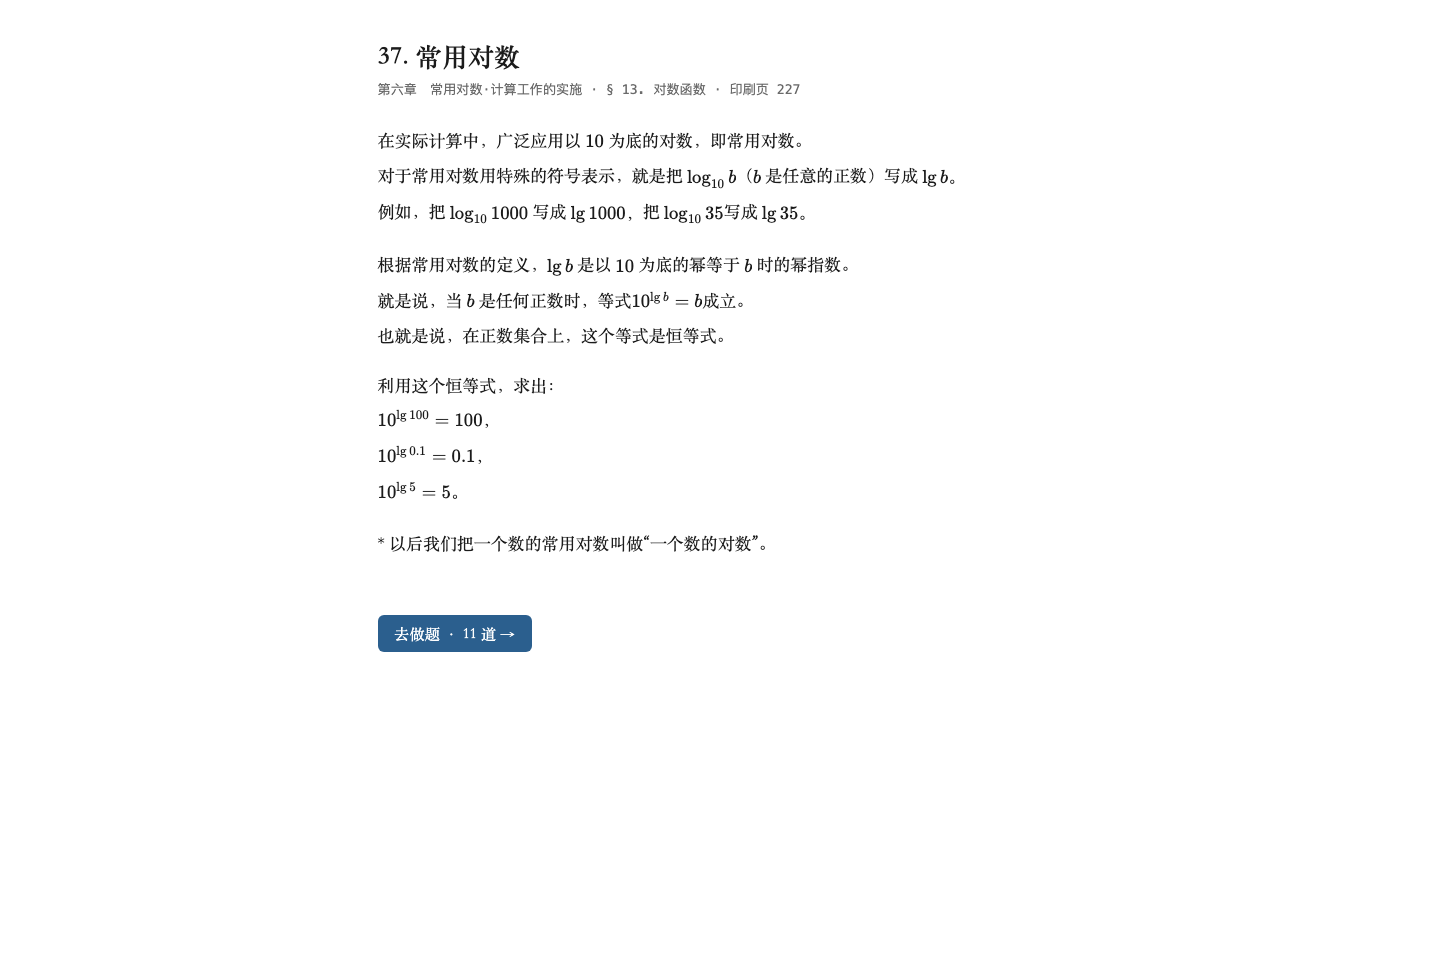 37. 常用对数
第六章　常用对数·计算工作的实施 · § 13. 对数函数 · 印刷页 227
在实际计算中，广泛应用以 10 为底的对数，即常用对数。
对于常用对数用特殊的符号表示，就是把 log₁₀ b（b 是任意的正数）写成 lg b。
例如，把 log₁₀ 1000 写成 lg 1000，把 log₁₀ 35写成 lg 35。
根据常用对数的定义，lg b 是以 10 为底的幂等于 b 时的幂指数。
就是说，当 b 是任何正数时，等式10^{lg b} = b成立。
也就是说，在正数集合上，这个等式是恒等式。
利用这个恒等式，求出：
10^{lg 100} = 100，
10^{lg 0.1} = 0.1，
10^{lg 5} = 5。
* 以后我们把一个数的常用对数叫做“一个数的对数”。
去做题 · 11 道 →